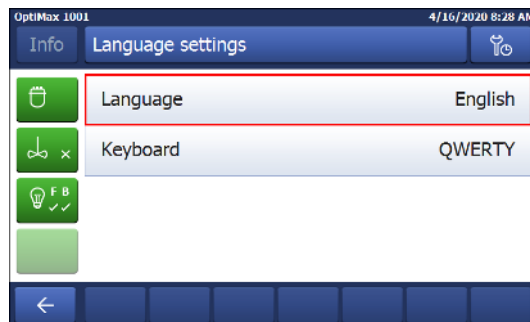 OptiMax 1001 4/16/2020 8:28 AM
Info Language settings
Language English
Keyboard QWERTY
F B